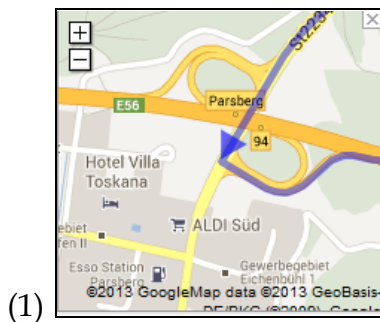 St2234
Parsberg
E56
94
Hotel Villa
Toskana
ALDI Süd
Esso Station
Parsberg
Gewerbegebiet
Eichenbühl 1
©2013 GoogleMap data ©2013 GeoBasis-
(1)